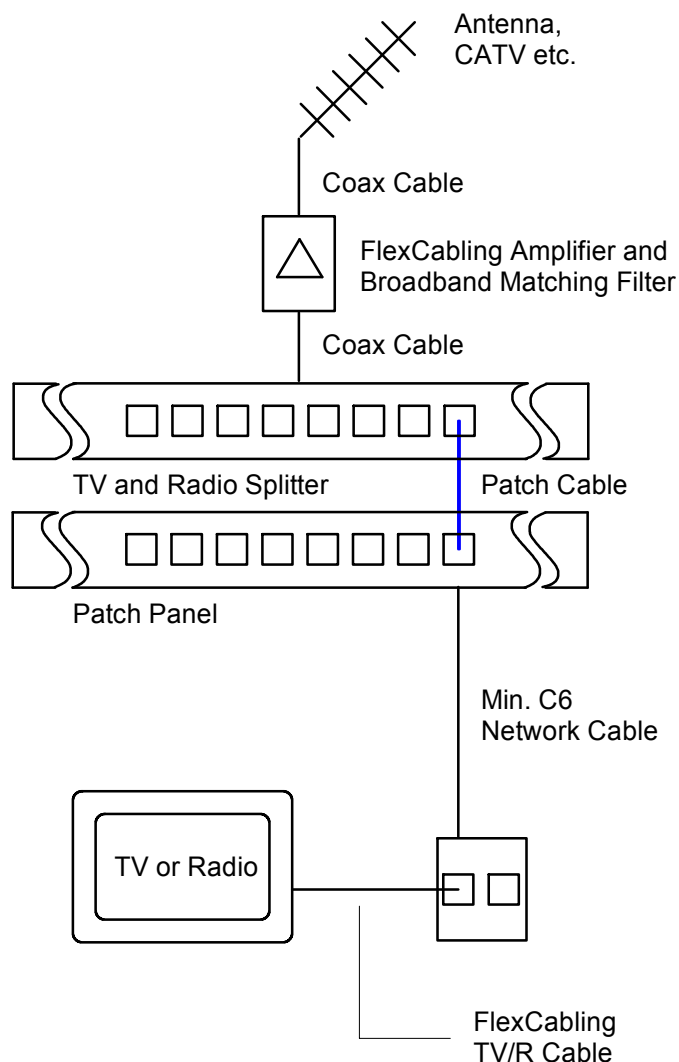 Antenna,
CATV etc.
Coax Cable
FlexCabling Amplifier and
Broadband Matching Filter
Coax Cable
TV and Radio Splitter
Patch Cable
Patch Panel
Min. C6
Network Cable
TV or Radio
FlexCabling
TV/R Cable